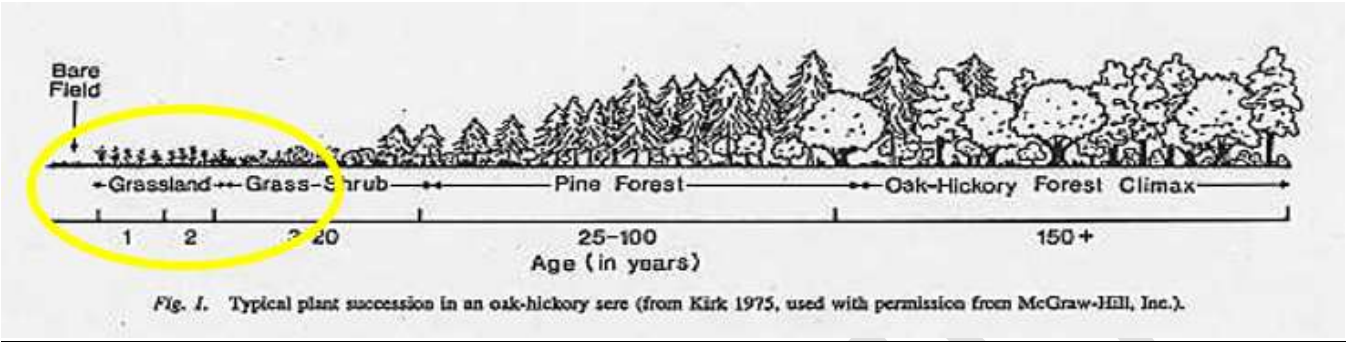 Bare
Field
Grassland Grass-Shrub Pine Forest Oak-Hickory Forest Climax
1 2 3-20 25-100 150+
Age (in years)
Fig. 1. Typical plant succession in an oak-hickory sere (from Kirk 1975, used with permission from McGraw-Hill, Inc.).